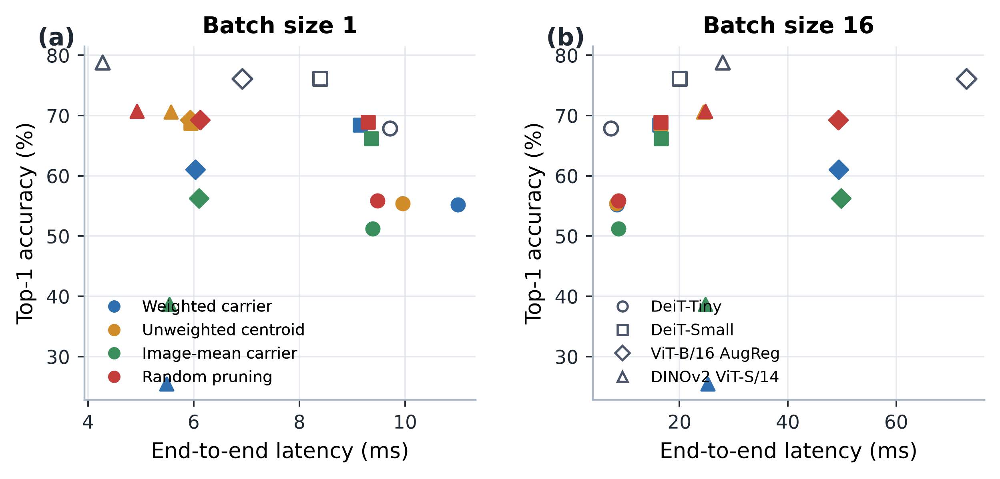 Batch size 1
(a)
80
70
60
50
40
30
Top-1 accuracy (%)
Weighted carrier
Unweighted centroid
Image-mean carrier
Random pruning
4 6 8 10
End-to-end latency (ms)
Batch size 16
(b)
80
70
60
50
40
30
Top-1 accuracy (%)
DeiT-Tiny
DeiT-Small
ViT-B/16 AugReg
DINOv2 ViT-S/14
20 40 60
End-to-end latency (ms)